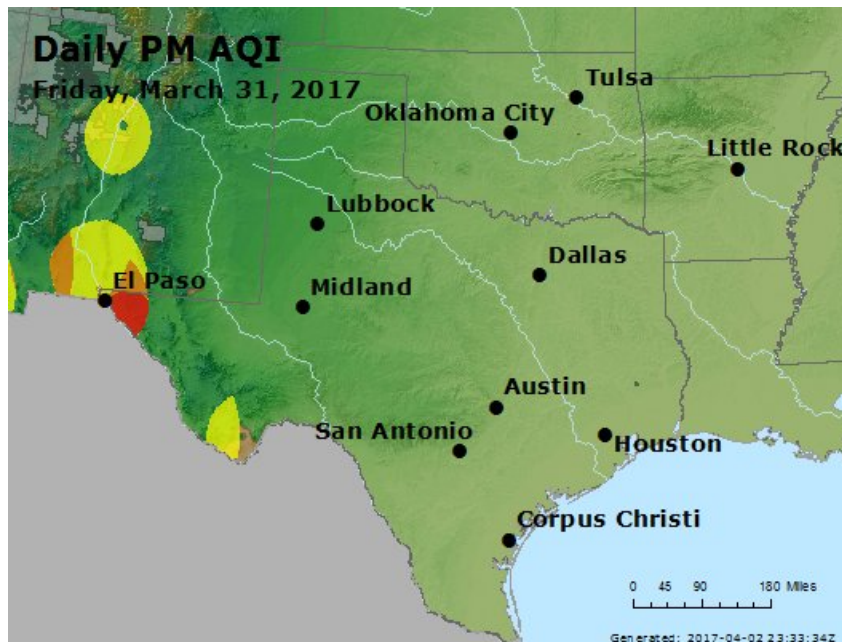 Daily PM AQI
Friday, March 31, 2017
Tulsa
Oklahoma City
Little Rock
Lubbock
Dallas
El Paso
Midland
Austin
San Antonio
Houston
Corpus Christi
0 45 90 180 Miles
Generated: 2017-04-02 23:33:34Z